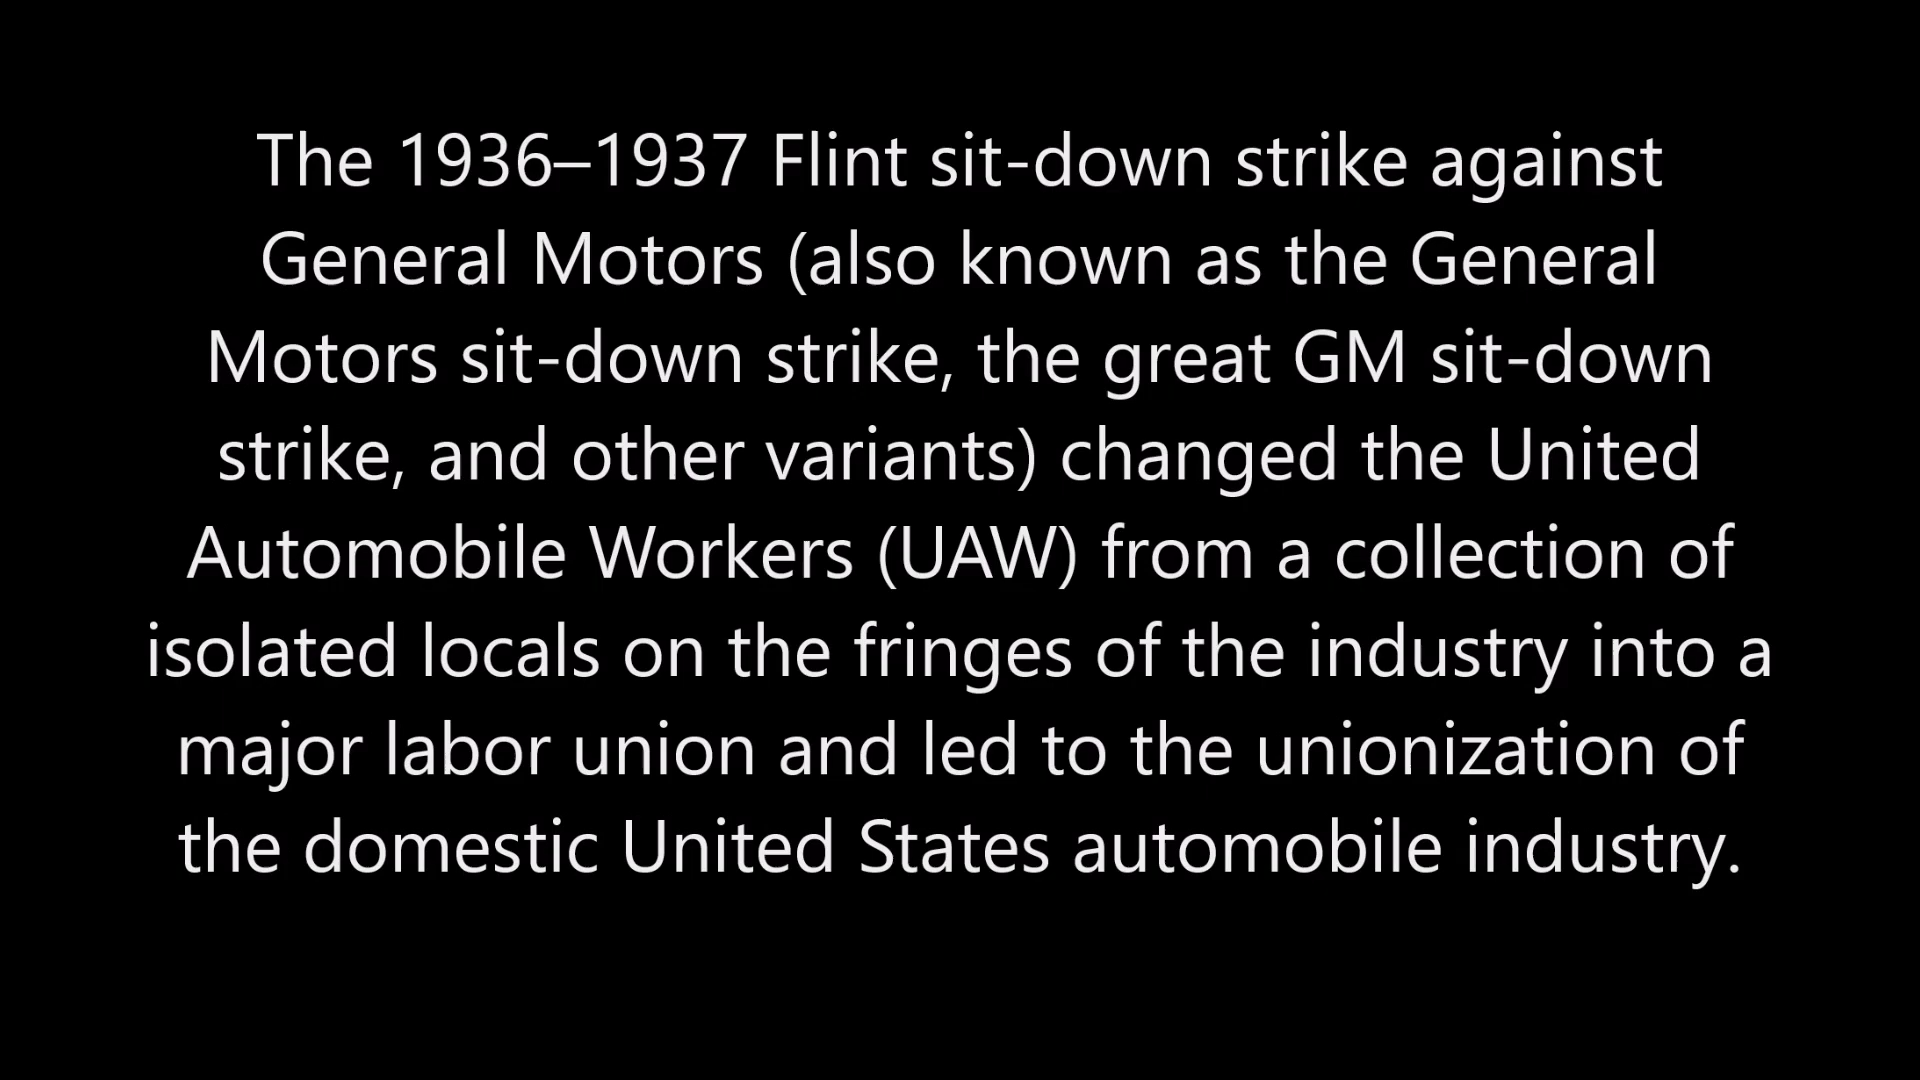 The 1936–1937 Flint sit-down strike against
General Motors (also known as the General
Motors sit-down strike, the great GM sit-down
strike, and other variants) changed the United
Automobile Workers (UAW) from a collection of
isolated locals on the fringes of the industry into a
major labor union and led to the unionization of
the domestic United States automobile industry.